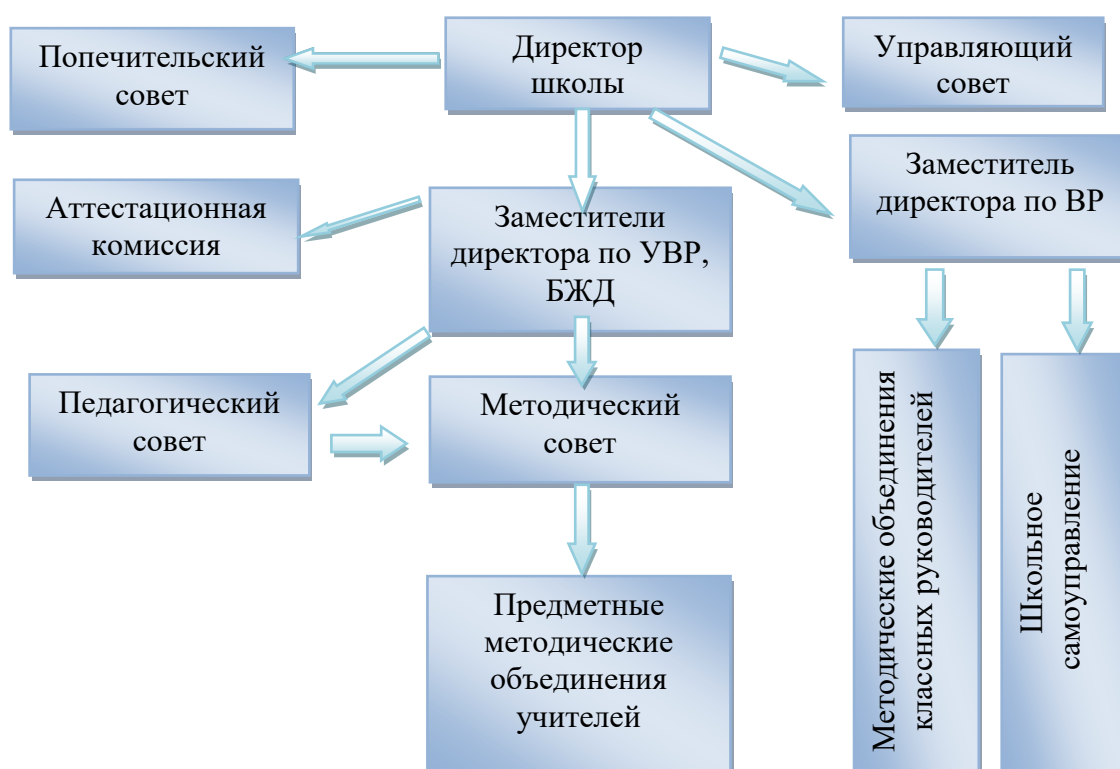 Попечительский
совет
Директор
школы
Управляющий
совет
Аттестационная
комиссия
Заместители
директора по УВР,
БЖД
Заместитель
директора по ВР
Педагогический
совет
Методический
совет
Предметные
методические
объединения
учителей
Методические объединения
классных руководителей
Школьное
самоуправление